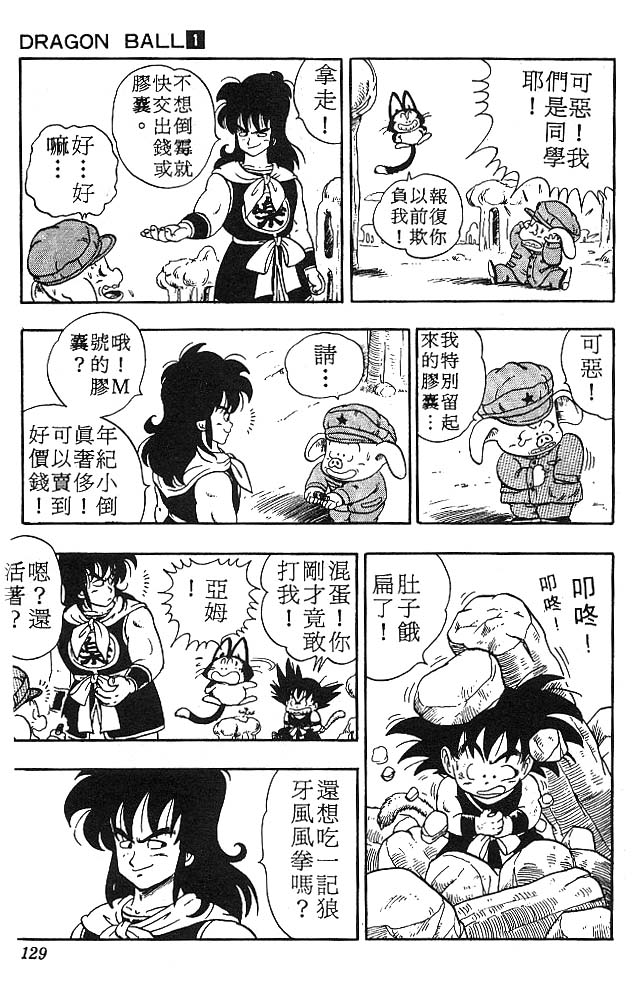 DRAGON BALL 1
可惡！我
們是同學
耶！
報復你
以前欺
負我！
拿走！
不想倒霉就
快交出錢或
膠囊。
好…好
嘛…
可惡！
我特別留起
來的膠囊…
請…
哦！M
號的膠
囊？
年紀小倒
真奢侈！
可以賣到
好價錢！
叩咚！
叩咚！
肚子餓
扁了！
混蛋！你
剛才竟敢
打我！
亞姆
！
嗯？還
活著？
還想吃一記狼
牙風風拳嗎？
129